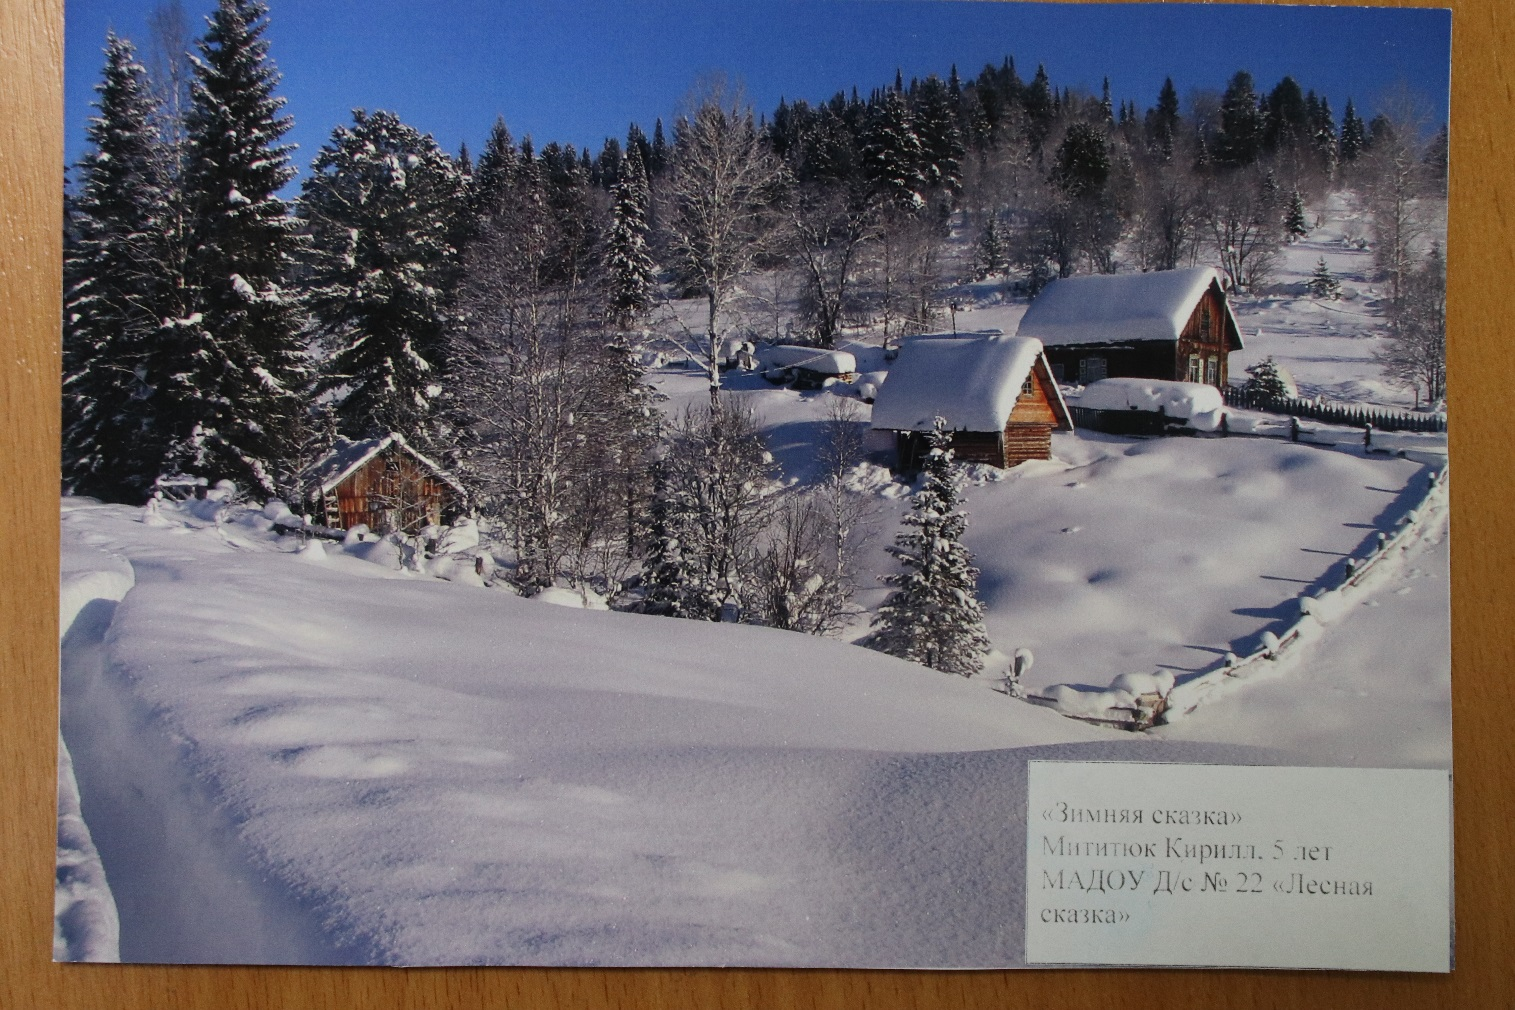 «Зимняя сказка»
Мититюк Кирилл, 5 лет
МАДОУ Д/с № 22 «Лесная
сказка»